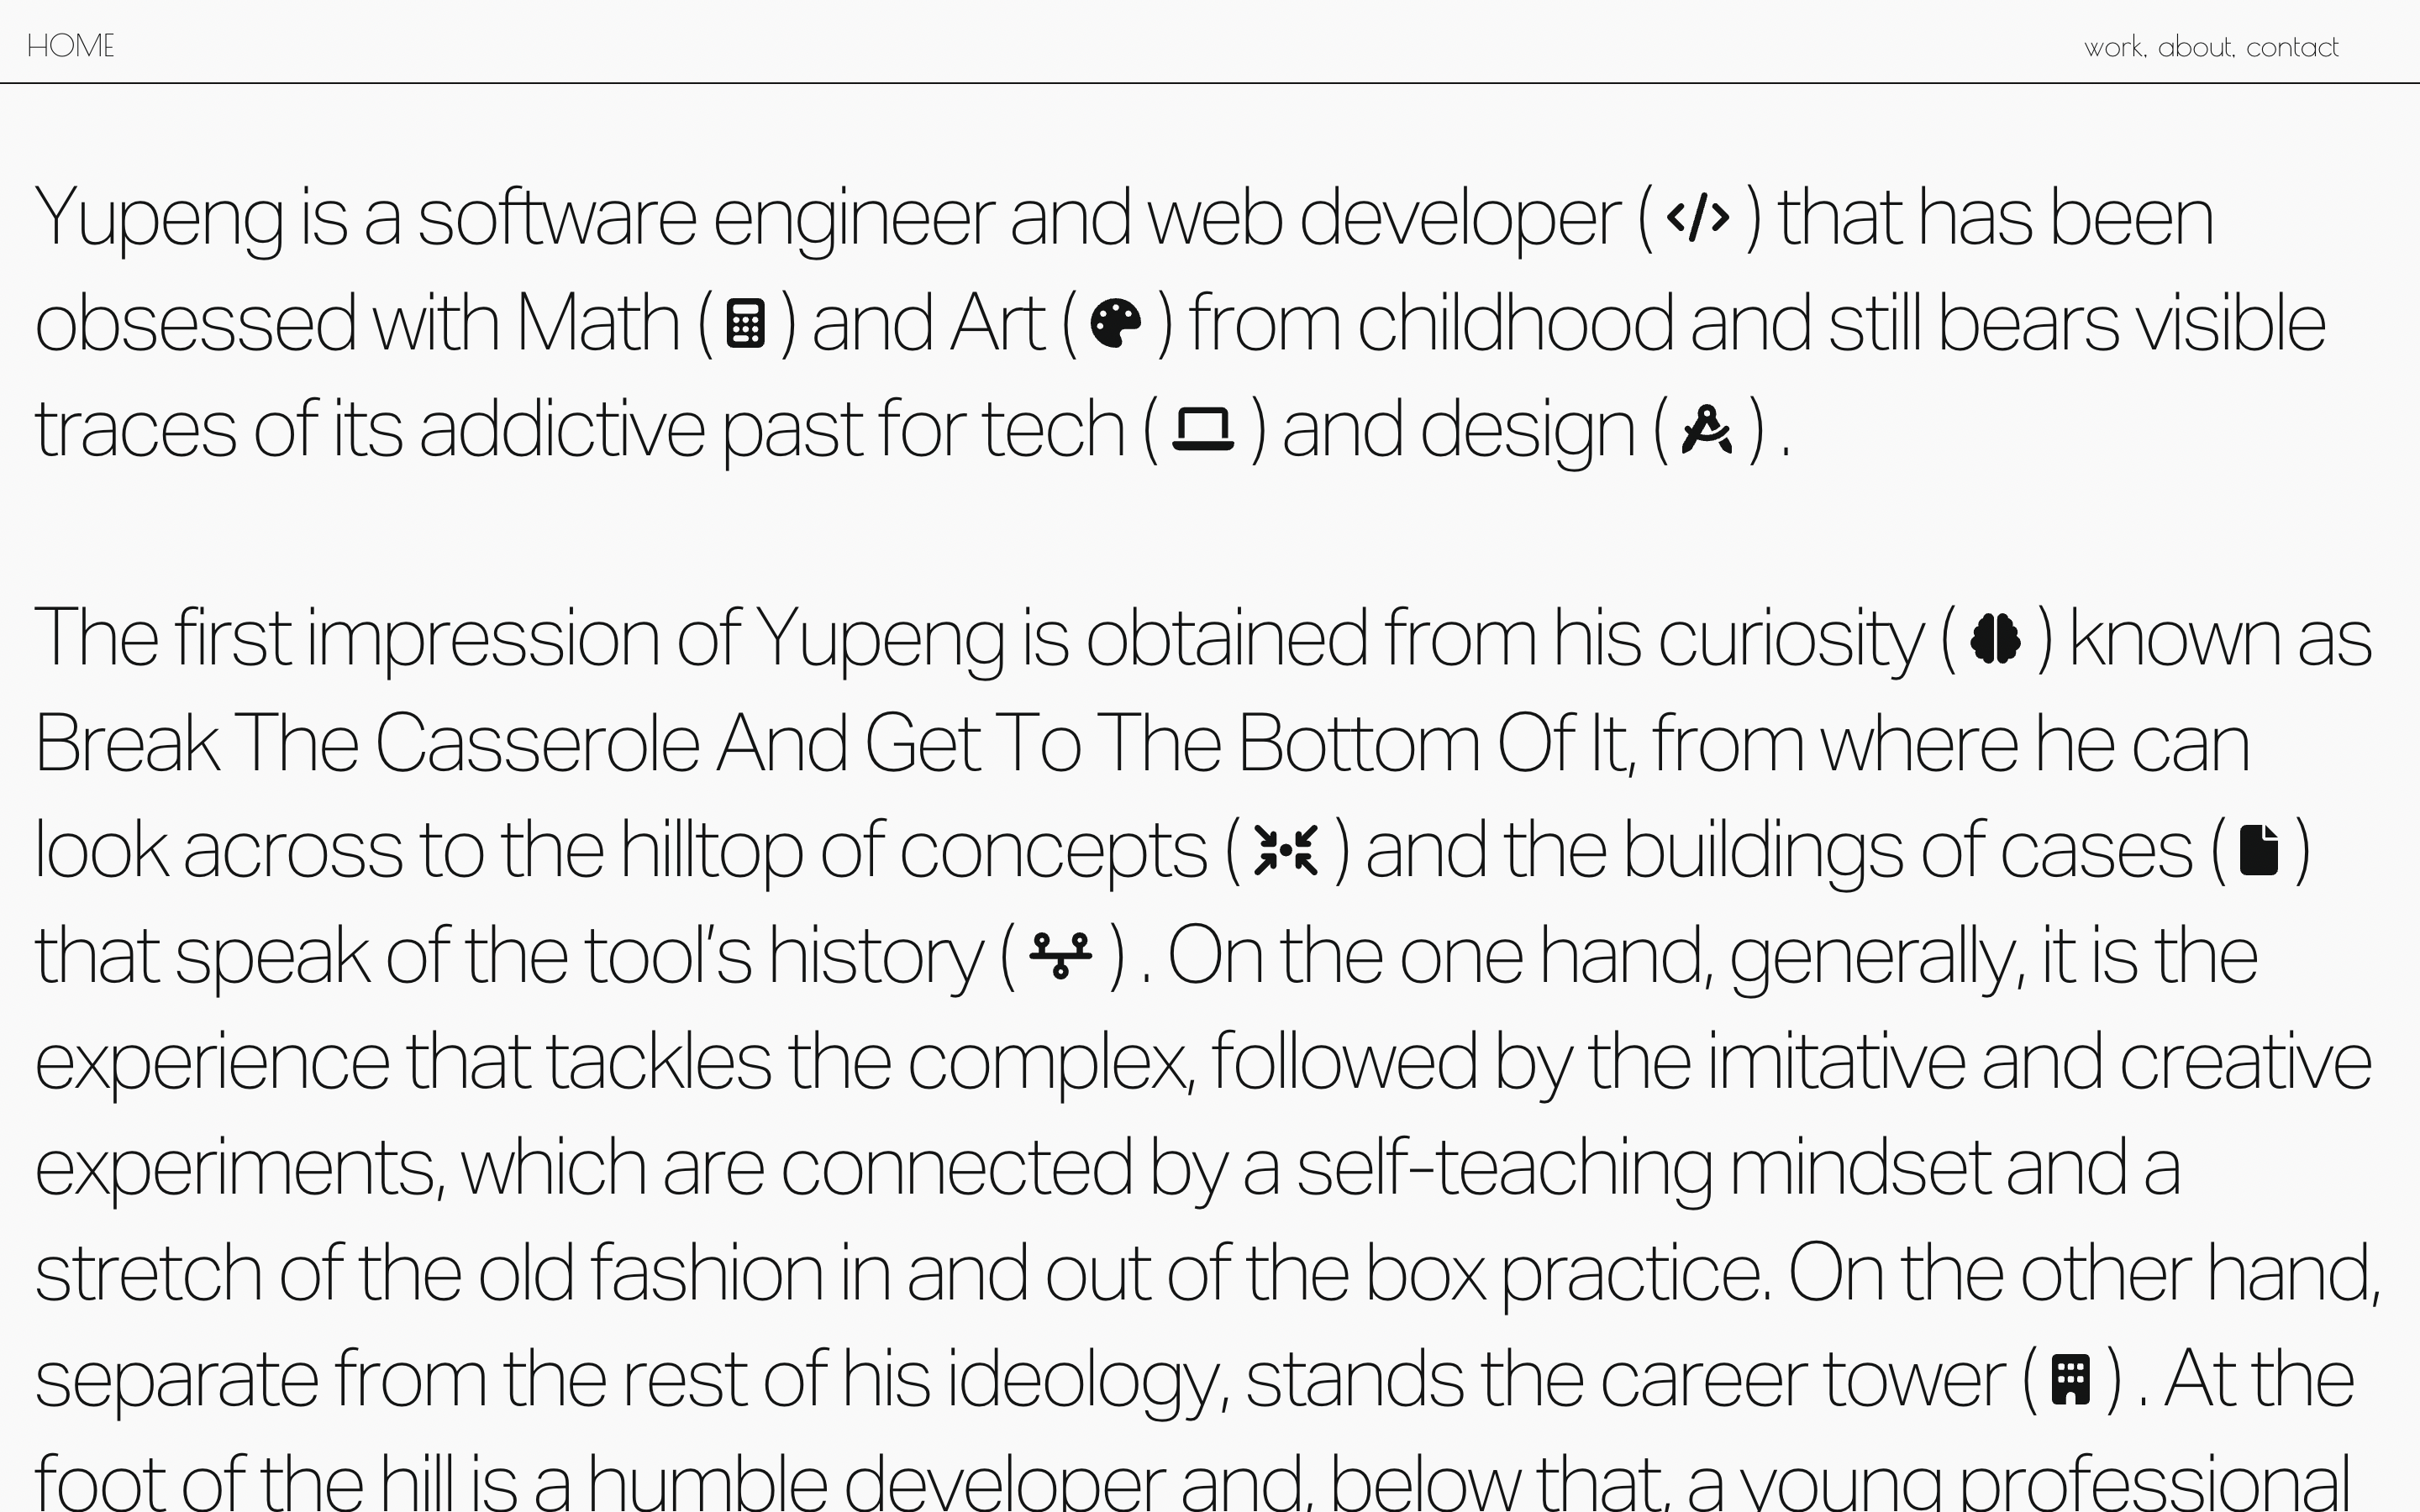 HOME
work, about, contact
Yupeng is a software engineer and web developer ( </> ) that has been
obsessed with Math ( ) and Art ( ) from childhood and still bears visible
traces of its addictive past for tech ( ) and design ( ) .
The first impression of Yupeng is obtained from his curiosity ( ) known as
Break The Casserole And Get To The Bottom Of It, from where he can
look across to the hilltop of concepts ( ) and the buildings of cases ( )
that speak of the tool’s history ( ) . On the one hand, generally, it is the
experience that tackles the complex, followed by the imitative and creative
experiments, which are connected by a self-teaching mindset and a
stretch of the old fashion in and out of the box practice. On the other hand,
separate from the rest of his ideology, stands the career tower ( ) . At the
foot of the hill is a humble developer and, below that, a young professional